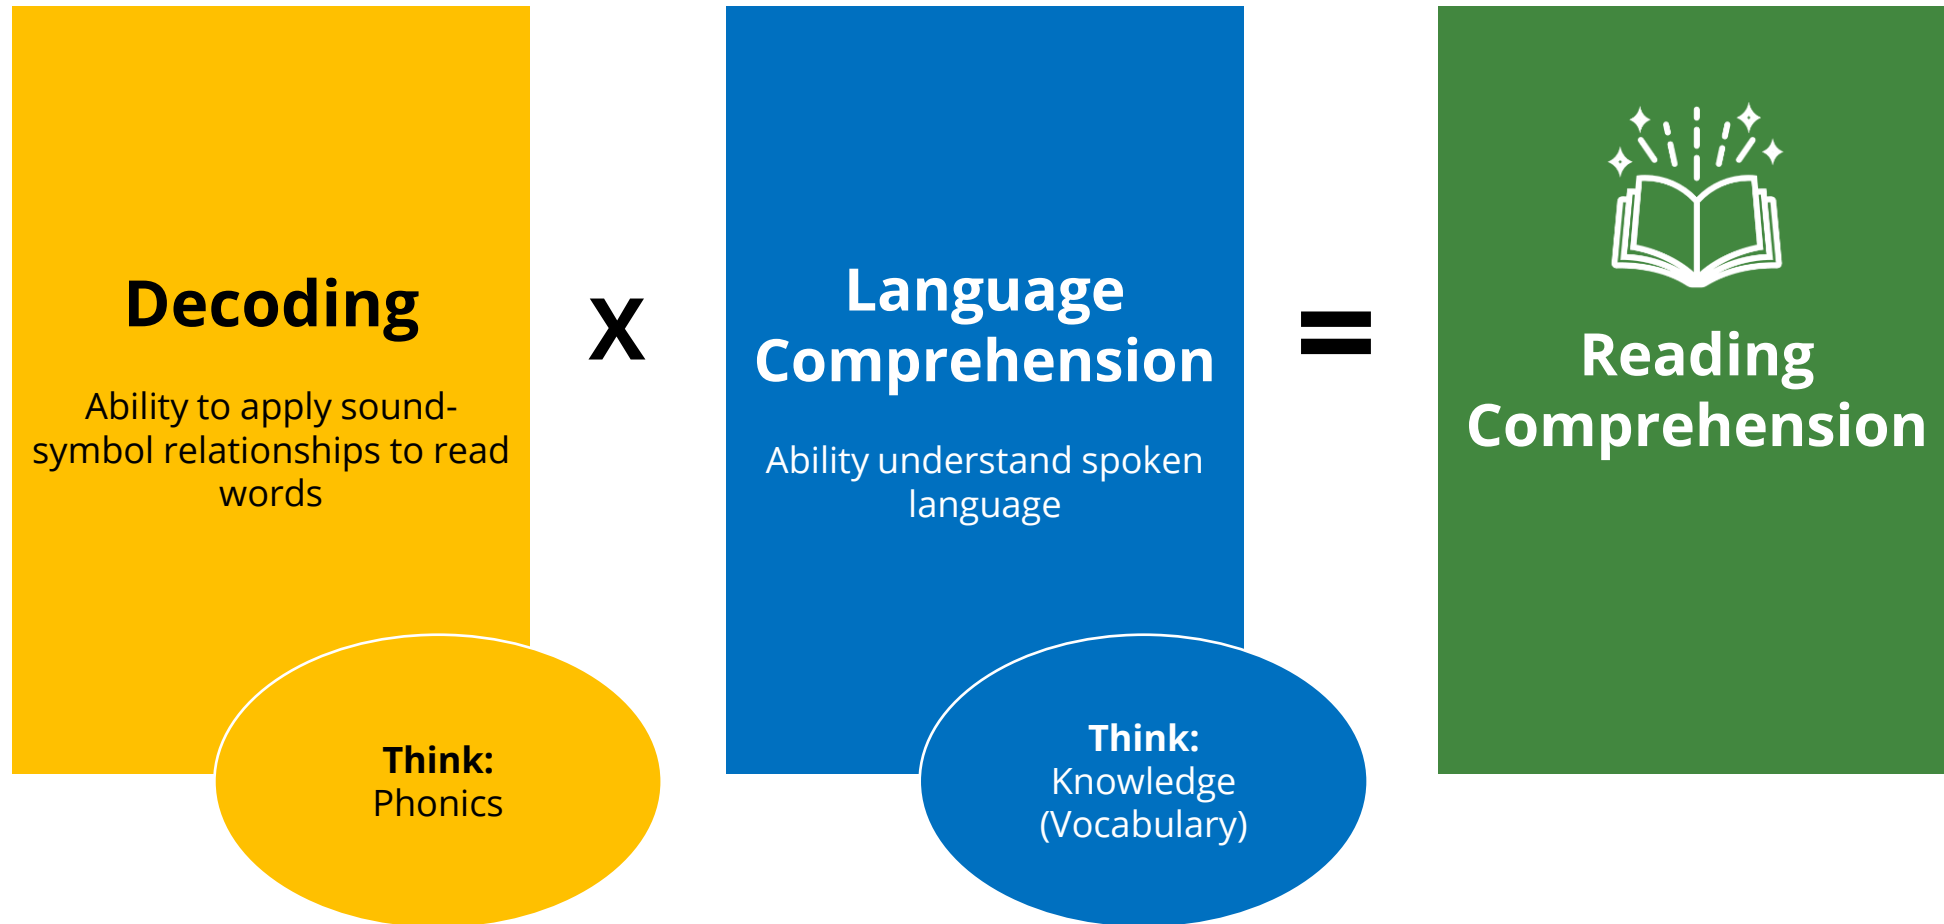 Decoding
Ability to apply sound-
symbol relationships to read
words
Think:
Phonics
X
Language
Comprehension
Ability understand spoken
language
Think:
Knowledge
(Vocabulary)
=
Reading
Comprehension